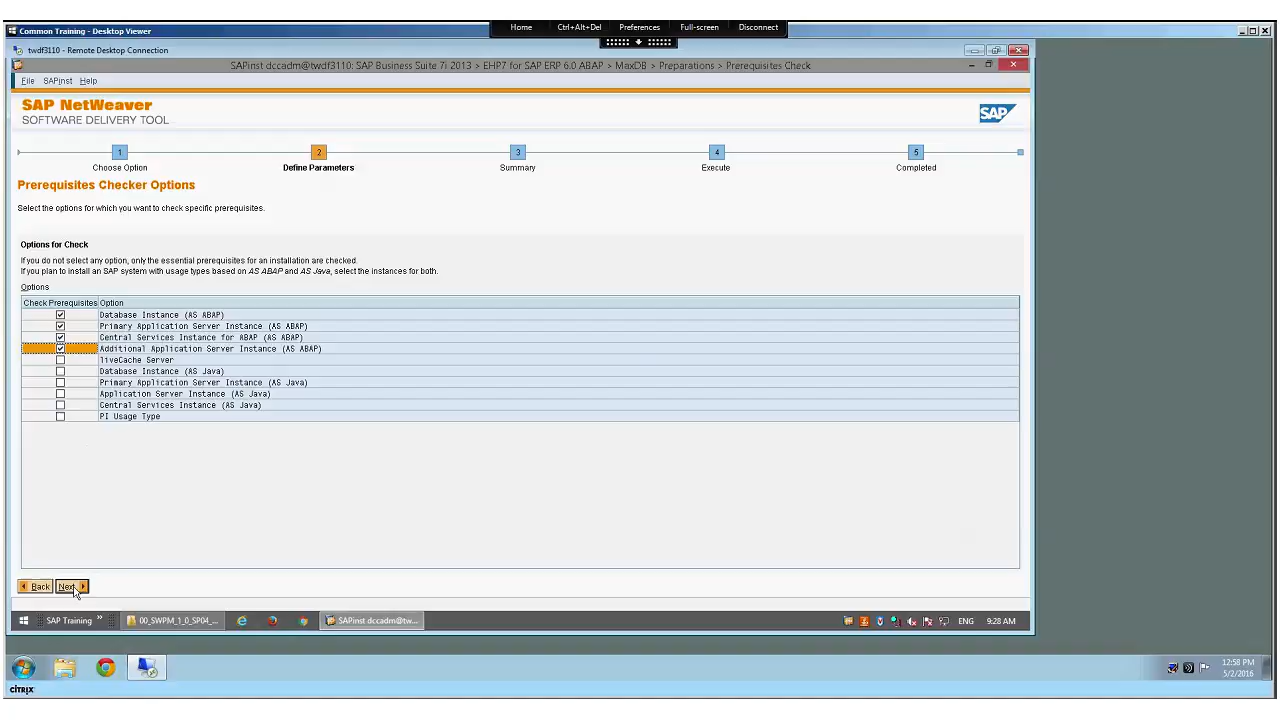 Home Ctrl+Alt+Del Preferences Full-screen Disconnect
Common Training - Desktop Viewer
twdf3110 - Remote Desktop Connection
SAPinst dccadm@twdf3110: SAP Business Suite 7i 2013 > EHP7 for SAP ERP 6.0 ABAP > MaxDB > Preparations > Prerequisites Check
File SAPinst Help
SAP NetWeaver
SOFTWARE DELIVERY TOOL
SAP
1 2 3 4 5
Choose Option Define Parameters Summary Execute Completed
Prerequisites Checker Options
Select the options for which you want to check specific prerequisites.
Options for Check
If you do not select any option, only the essential prerequisites for an installation are checked.
If you plan to install an SAP system with usage types based on AS ABAP and AS Java, select the instances for both.
Options
Check Prerequisites Option
Database Instance (AS ABAP)
Primary Application Server Instance (AS ABAP)
Central Services Instance for ABAP (AS ABAP)
Additional Application Server Instance (AS ABAP)
liveCache Server
Database Instance (AS Java)
Primary Application Server Instance (AS Java)
Application Server Instance (AS Java)
Central Services Instance (AS Java)
PI Usage Type
Back Next
SAP Training » 00_SWPM_1_0_SP04_... SAPinst dccadm@tw... ENG 9:28 AM
12:58 PM
5/2/2016
CITRIX